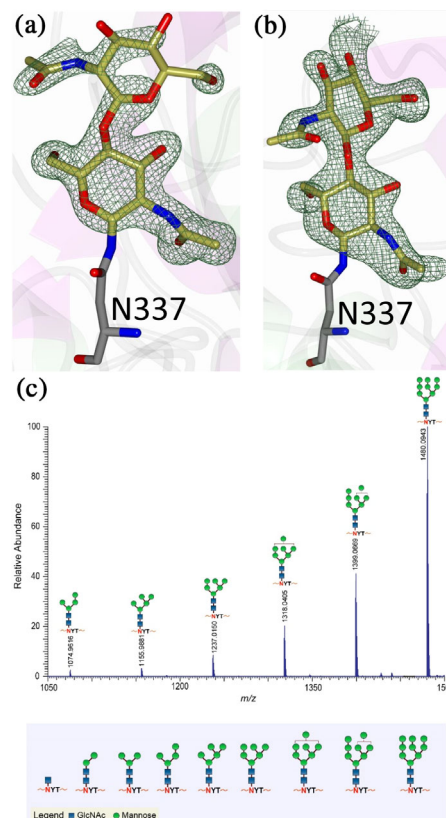 (a)
(b)
N337
N337
(c)
Relative Abundance
100
80
60
40
20
0
1074.9616
NYT
1155.9881
NYT
1237.0150
NYT
1318.0405
NYT
1399.0669
NYT
1480.0943
NYT
1050 1200 1350 150
m/z
NYT NYT NYT NYT NYT NYT NYT NYT NYT
Legend GlcNAc Mannose